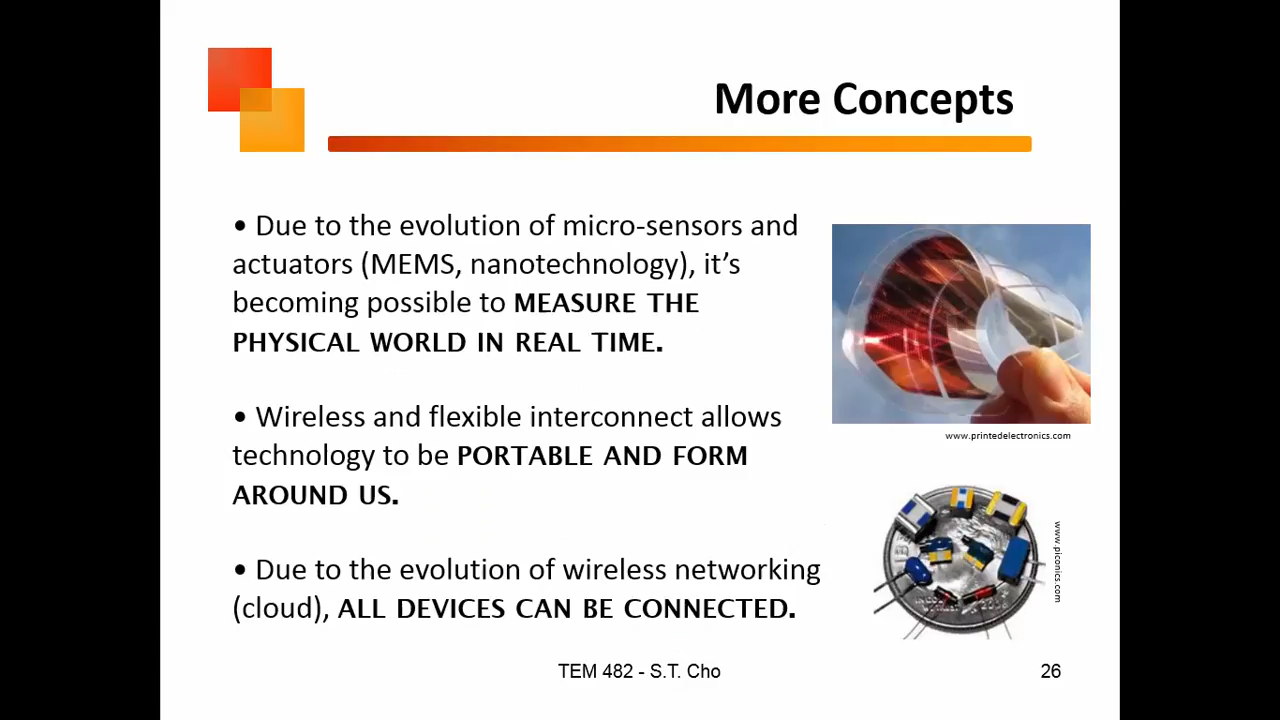 More Concepts
• Due to the evolution of micro-sensors and
actuators (MEMS, nanotechnology), it’s
becoming possible to MEASURE THE
PHYSICAL WORLD IN REAL TIME.
www.printedelectronics.com
• Wireless and flexible interconnect allows
technology to be PORTABLE AND FORM
AROUND US.
• Due to the evolution of wireless networking
(cloud), ALL DEVICES CAN BE CONNECTED.
www.piconics.com
TEM 482 - S.T. Cho
26